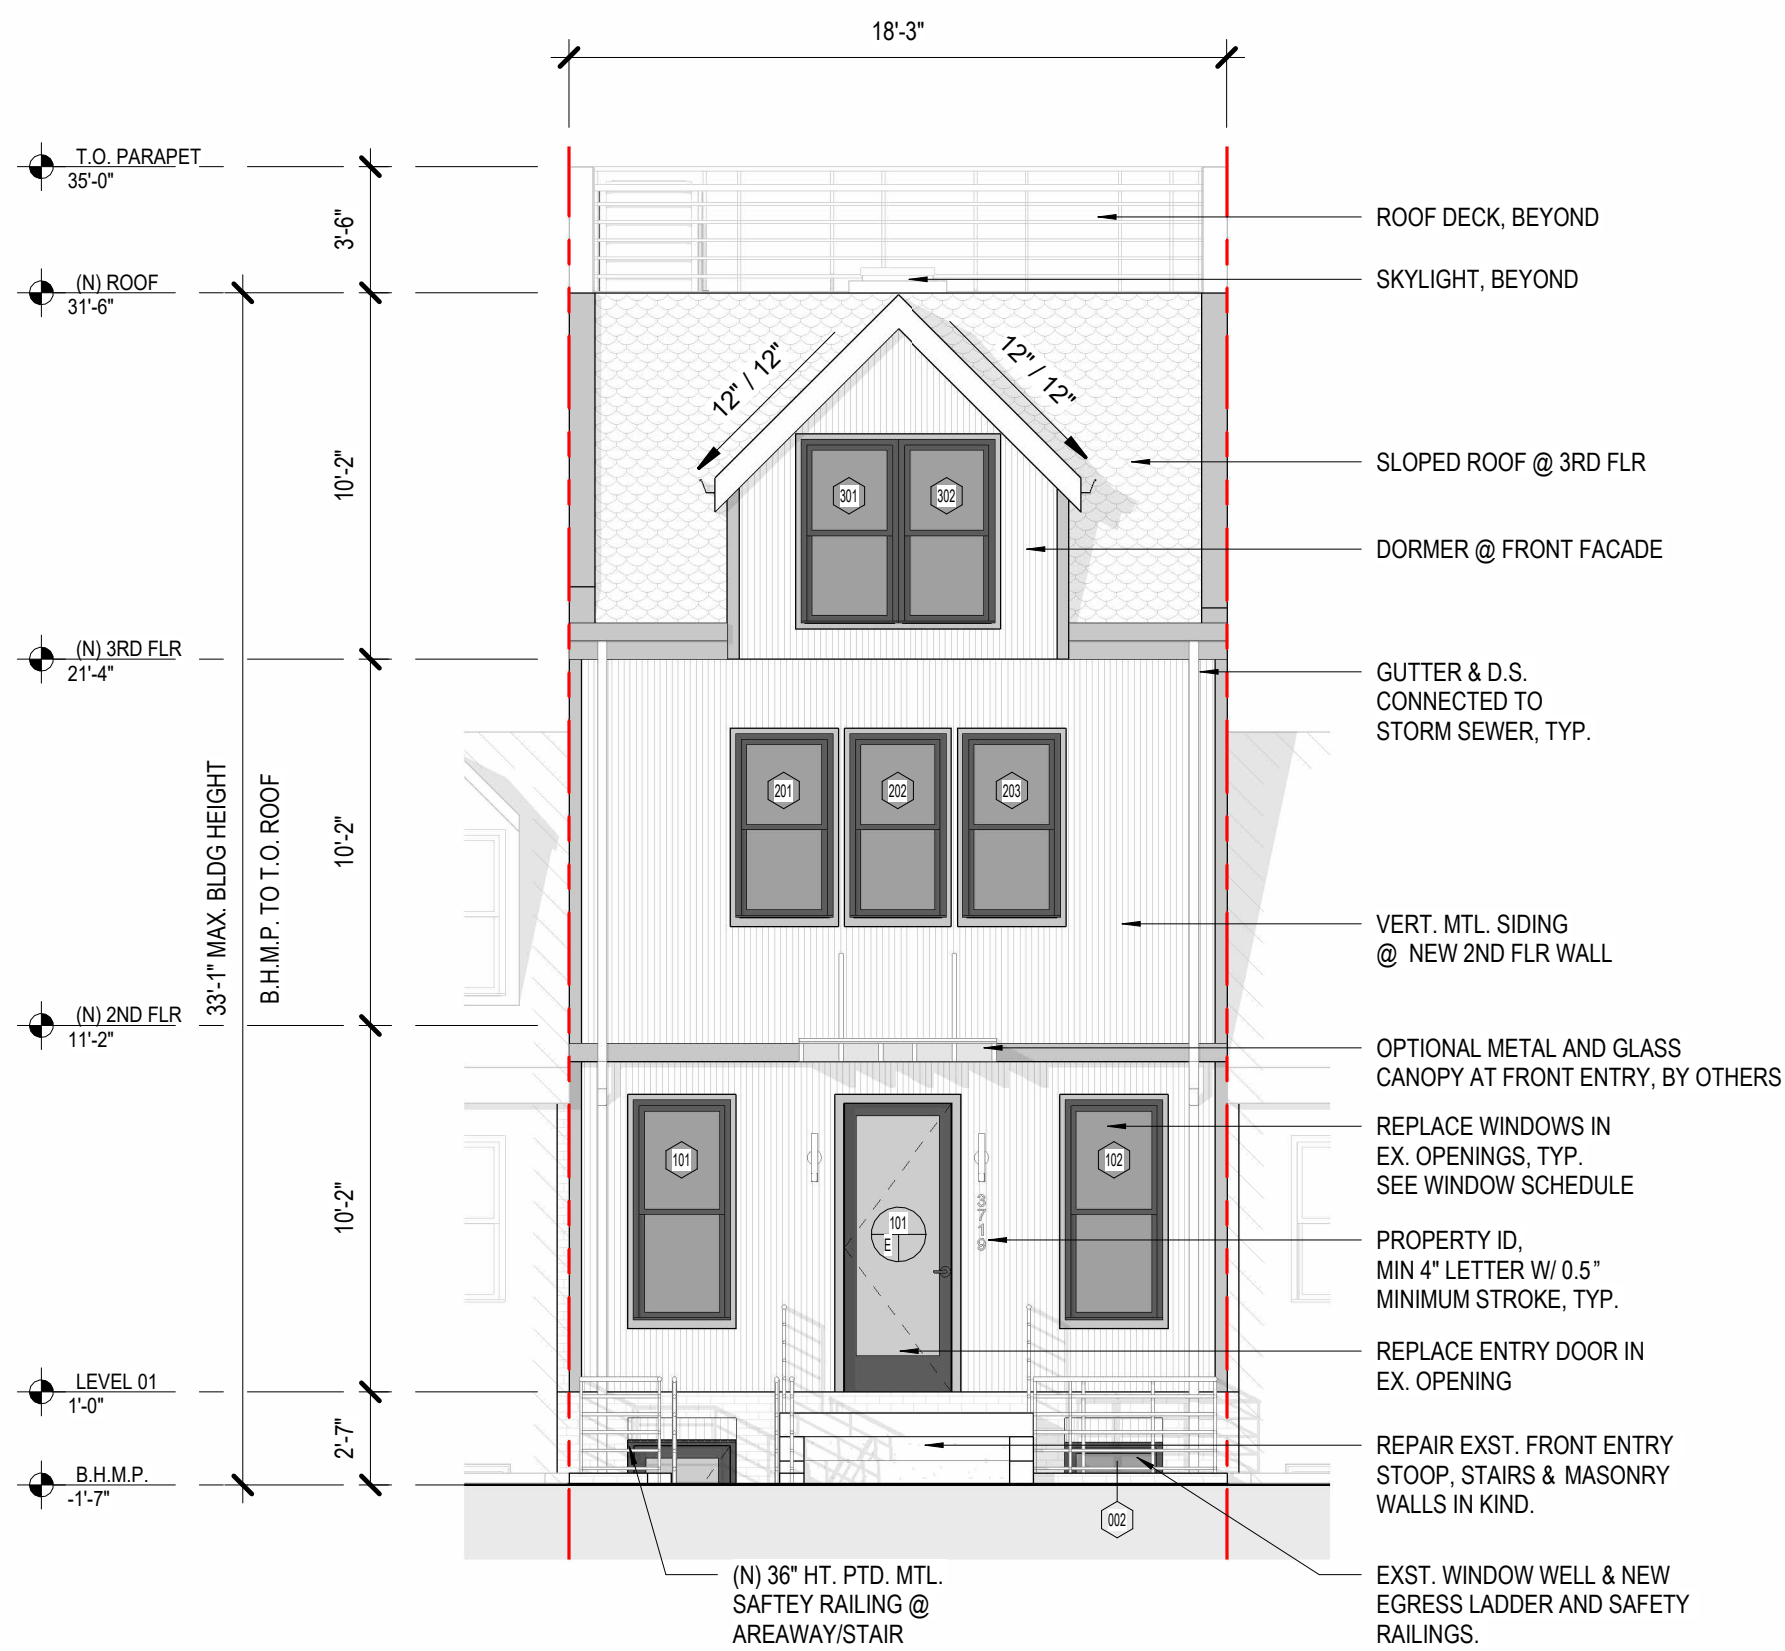 18'-3"
T.O. PARAPET
35'-0"
3'-6"
(N) ROOF
31'-6"
10'-2"
(N) 3RD FLR
21'-4"
33'-1" MAX. BLDG HEIGHT
B.H.M.P. TO T.O. ROOF
10'-2"
(N) 2ND FLR
11'-2"
10'-2"
LEVEL 01
1'-0"
2'-7"
B.H.M.P.
-1'-7"
12" / 12"
12" / 12"
301
302
201
202
203
101
102
101
E
3719
002
ROOF DECK, BEYOND
SKYLIGHT, BEYOND
SLOPED ROOF @ 3RD FLR
DORMER @ FRONT FACADE
GUTTER & D.S.
CONNECTED TO
STORM SEWER, TYP.
VERT. MTL. SIDING
@ NEW 2ND FLR WALL
OPTIONAL METAL AND GLASS
CANOPY AT FRONT ENTRY, BY OTHERS
REPLACE WINDOWS IN
EX. OPENINGS, TYP.
SEE WINDOW SCHEDULE
PROPERTY ID,
MIN 4" LETTER W/ 0.5”
MINIMUM STROKE, TYP.
REPLACE ENTRY DOOR IN
EX. OPENING
REPAIR EXST. FRONT ENTRY
STOOP, STAIRS & MASONRY
WALLS IN KIND.
(N) 36" HT. PTD. MTL.
SAFTEY RAILING @
AREAWAY/STAIR
EXST. WINDOW WELL & NEW
EGRESS LADDER AND SAFETY
RAILINGS.